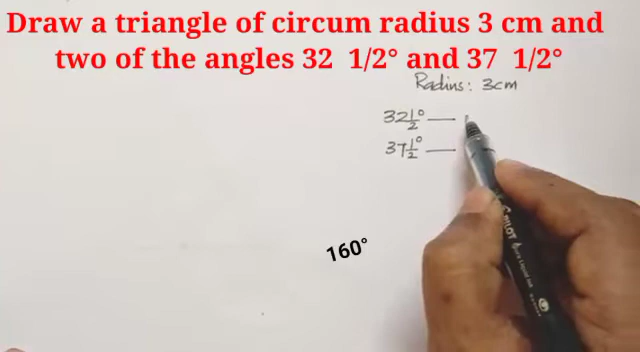 Draw a triangle of circum radius 3 cm and
two of the angles 32 1/2° and 37 1/2°
Radius: 3cm
32½° —
37½° —
160°
PILOT